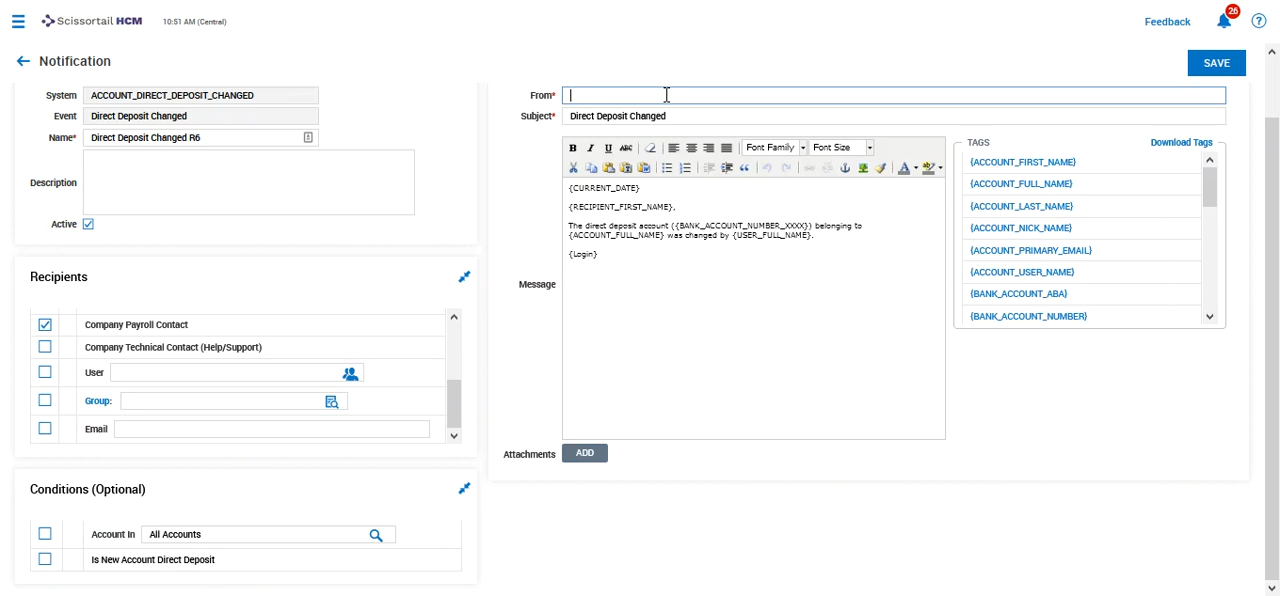 Scissortail HCM
10:51 AM (Central)
Feedback
26
?
Notification
SAVE
System ACCOUNT_DIRECT_DEPOSIT_CHANGED
Event Direct Deposit Changed
Name* Direct Deposit Changed R6
Description
Active
Recipients
Company Payroll Contact
Company Technical Contact (Help/Support)
User
Group:
Email
Conditions (Optional)
Account In All Accounts
Is New Account Direct Deposit
From*
Subject* Direct Deposit Changed
B I U ABC Font Family Font Size
{CURRENT_DATE}
{RECIPIENT_FIRST_NAME},
The direct deposit account ({BANK_ACCOUNT_NUMBER_XXXX}) belonging to
{ACCOUNT_FULL_NAME} was changed by {USER_FULL_NAME}.
{Login}
Message
Attachments ADD
TAGS Download Tags
{ACCOUNT_FIRST_NAME}
{ACCOUNT_FULL_NAME}
{ACCOUNT_LAST_NAME}
{ACCOUNT_NICK_NAME}
{ACCOUNT_PRIMARY_EMAIL}
{ACCOUNT_USER_NAME}
{BANK_ACCOUNT_ABA}
{BANK_ACCOUNT_NUMBER}